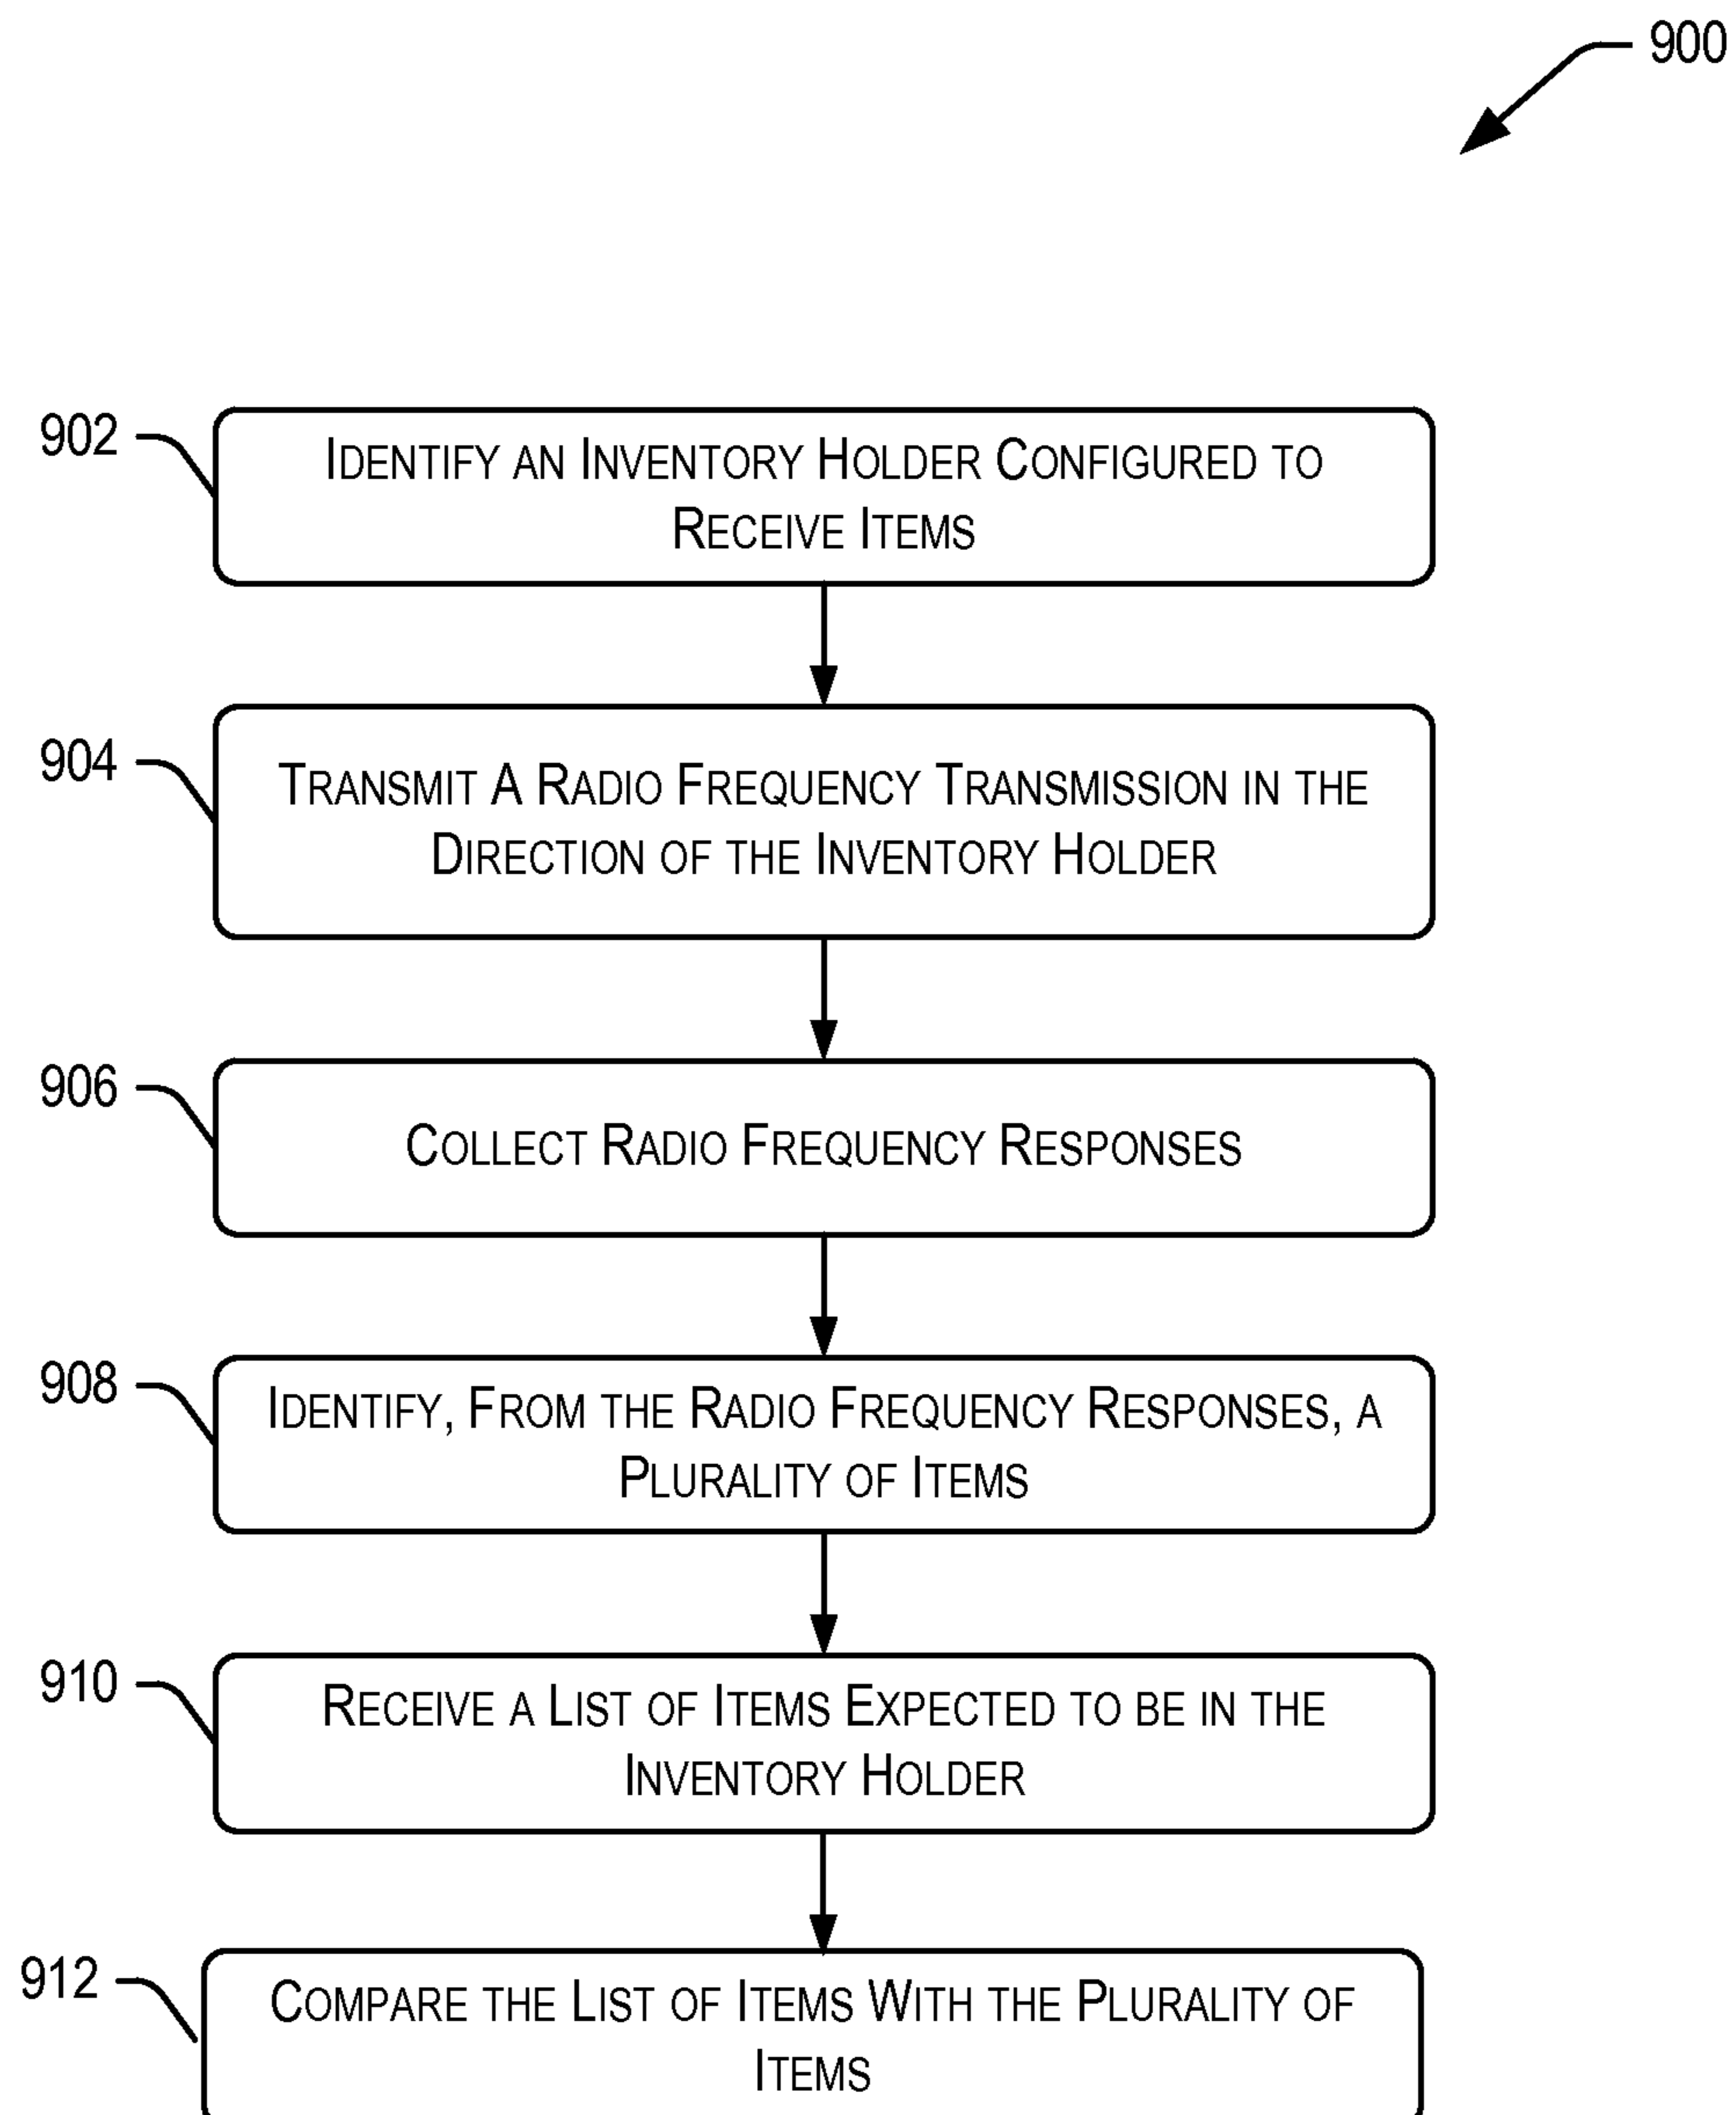 900
902
IDENTIFY AN INVENTORY HOLDER CONFIGURED TO
RECEIVE ITEMS
904
TRANSMIT A RADIO FREQUENCY TRANSMISSION IN THE
DIRECTION OF THE INVENTORY HOLDER
906
COLLECT RADIO FREQUENCY RESPONSES
908
IDENTIFY, FROM THE RADIO FREQUENCY RESPONSES, A
PLURALITY OF ITEMS
910
RECEIVE A LIST OF ITEMS EXPECTED TO BE IN THE
INVENTORY HOLDER
912
COMPARE THE LIST OF ITEMS WITH THE PLURALITY OF
ITEMS